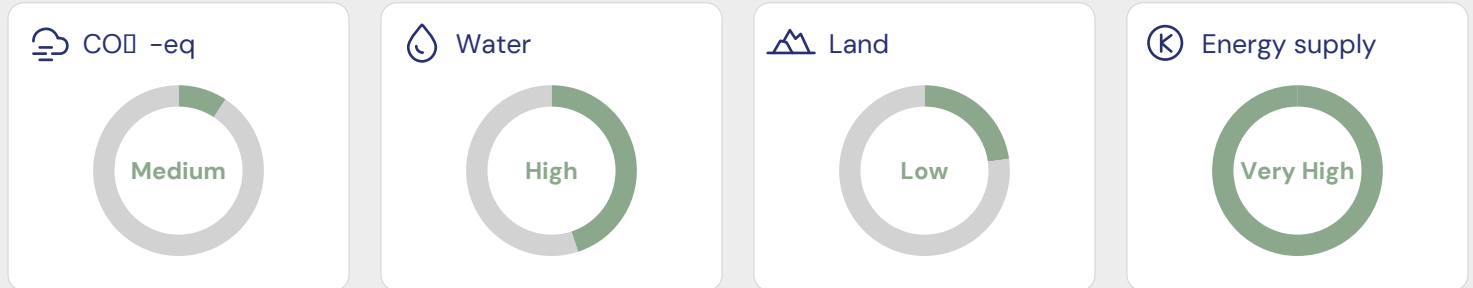 CO▯ -eq
Medium
Water
High
Land
Low
Energy supply
Very High